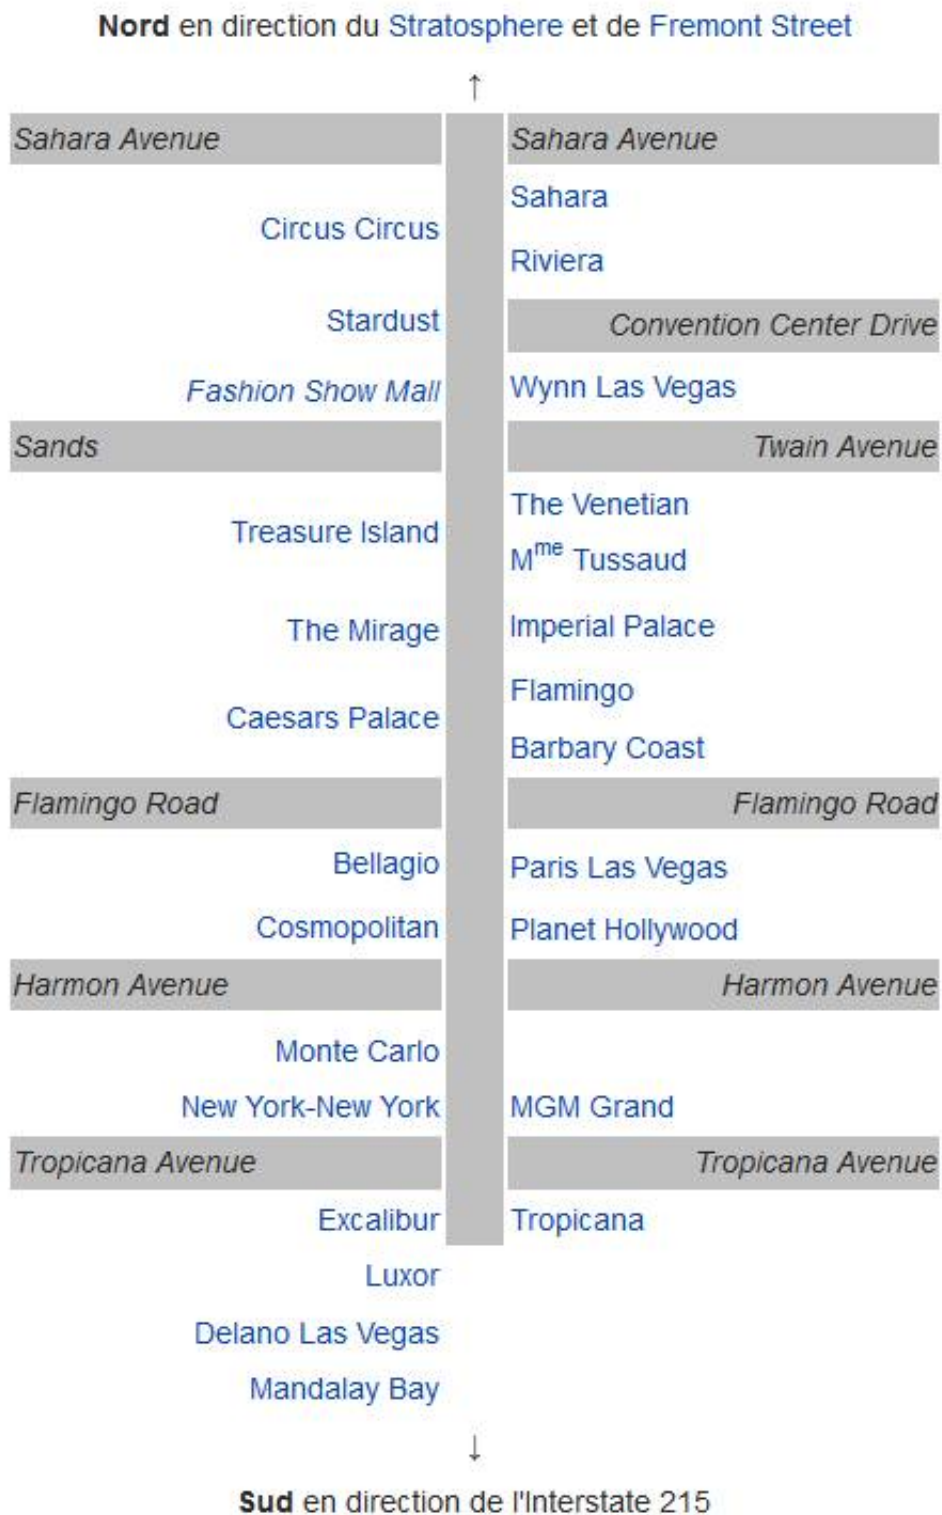 Nord en direction du Stratosphere et de Fremont Street
↑
Sahara Avenue
Sahara Avenue
Circus Circus
Sahara
Riviera
Stardust
Convention Center Drive
Fashion Show Mall
Wynn Las Vegas
Sands
Twain Avenue
Treasure Island
The Venetian
Mme Tussaud
The Mirage
Imperial Palace
Caesars Palace
Flamingo
Barbary Coast
Flamingo Road
Flamingo Road
Bellagio
Paris Las Vegas
Cosmopolitan
Planet Hollywood
Harmon Avenue
Harmon Avenue
Monte Carlo
New York-New York
MGM Grand
Tropicana Avenue
Tropicana Avenue
Excalibur
Tropicana
Luxor
Delano Las Vegas
Mandalay Bay
↓
Sud en direction de l'Interstate 215